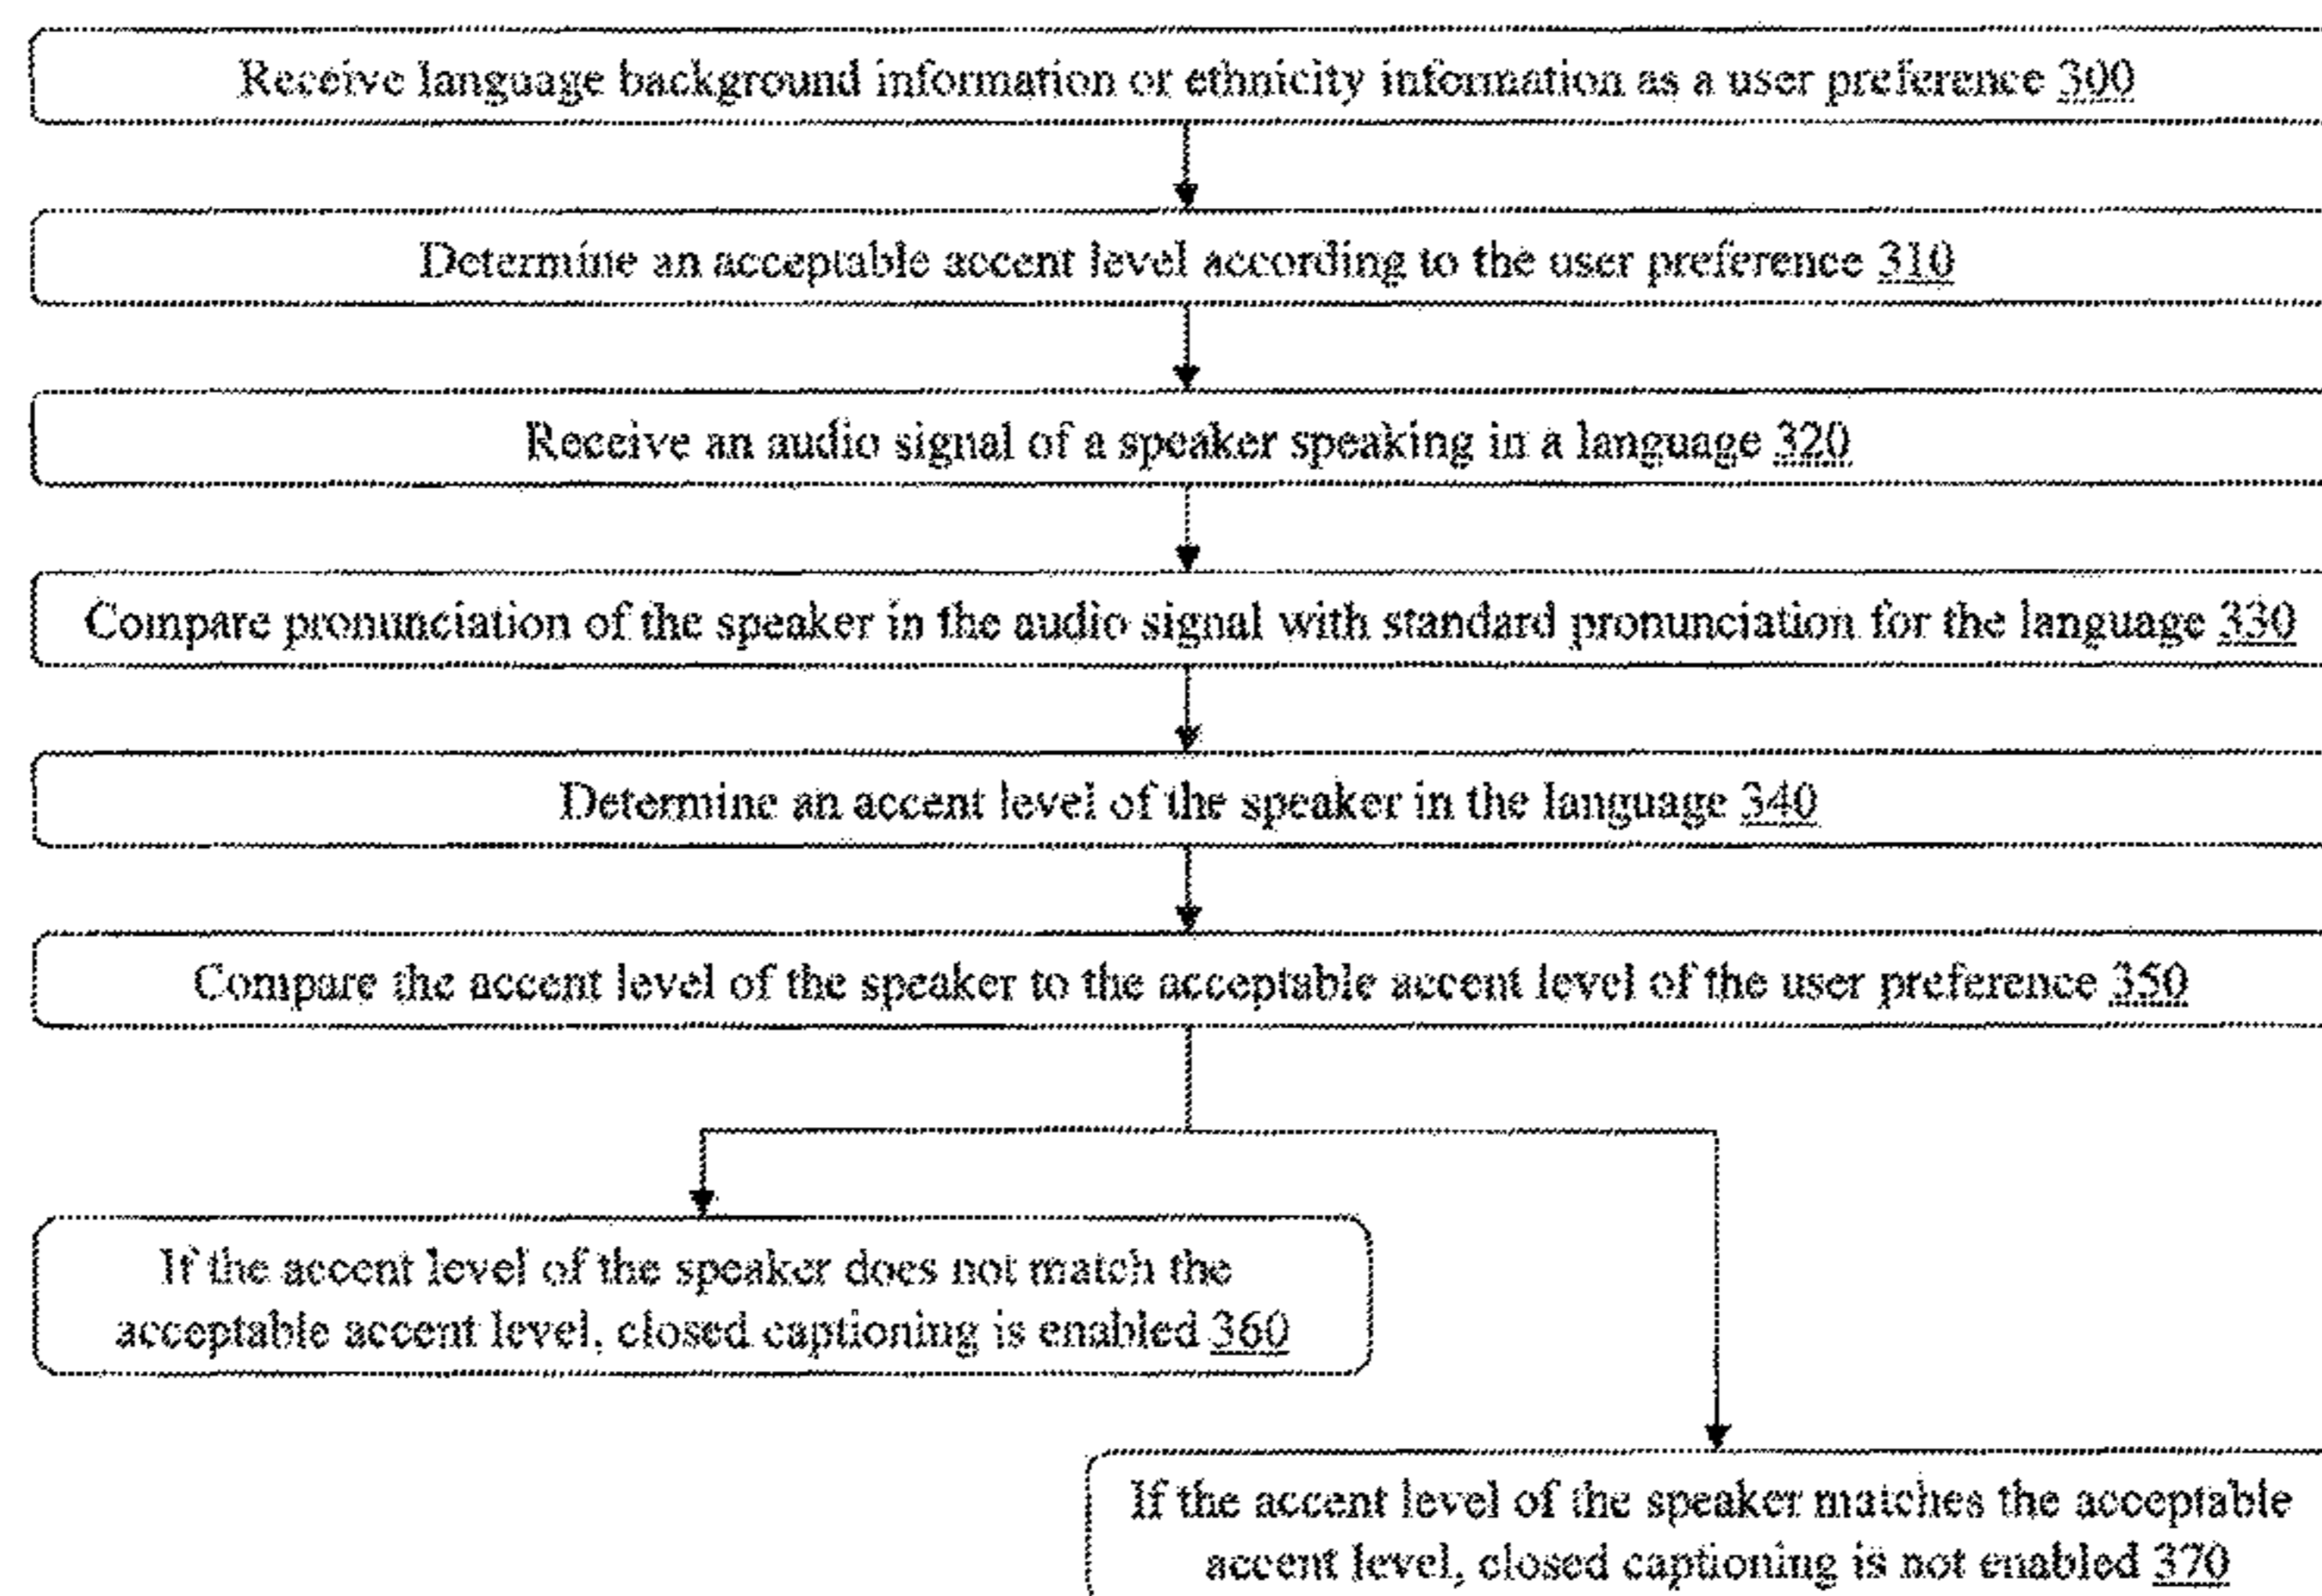 Receive language background information or ethnicity information as a user preference 300
Determine an acceptable accent level according to the user preference 310
Receive an audio signal of a speaker speaking in a language 320
Compare pronunciation of the speaker in the audio signal with standard pronunciation for the language 330
Determine an accent level of the speaker in the language 340
Compare the accent level of the speaker to the acceptable accent level of the user preference 350
If the accent level of the speaker does not match the
acceptable accent level, closed captioning is enabled 360
If the accent level of the speaker matches the acceptable
accent level, closed captioning is not enabled 370